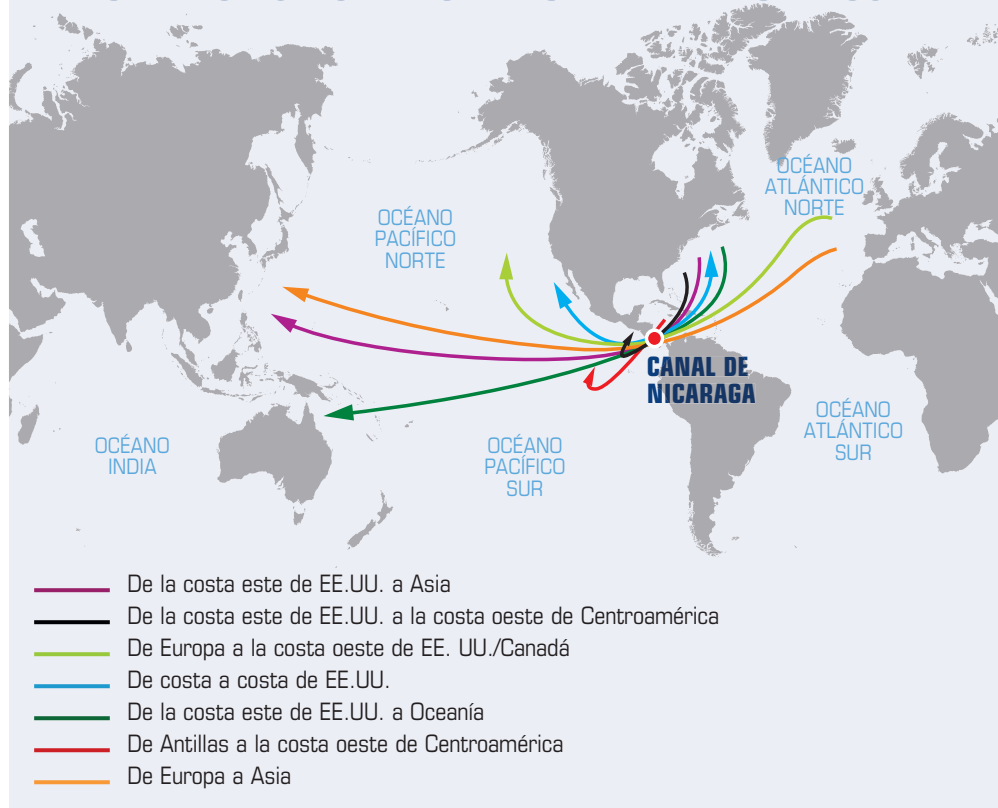 OCÉANO
ATLÁNTICO
NORTE
OCÉANO
PACÍFICO
NORTE
CANAL DE
NICARAGA
OCÉANO
ATLÁNTICO
SUR
OCÉANO
INDIA
OCÉANO
PACÍFICO
SUR
De la costa este de EE.UU. a Asia
De la costa este de EE.UU. a la costa oeste de Centroamérica
De Europa a la costa oeste de EE. UU./Canadá
De costa a costa de EE.UU.
De la costa este de EE.UU. a Oceanía
De Antillas a la costa oeste de Centroamérica
De Europa a Asia